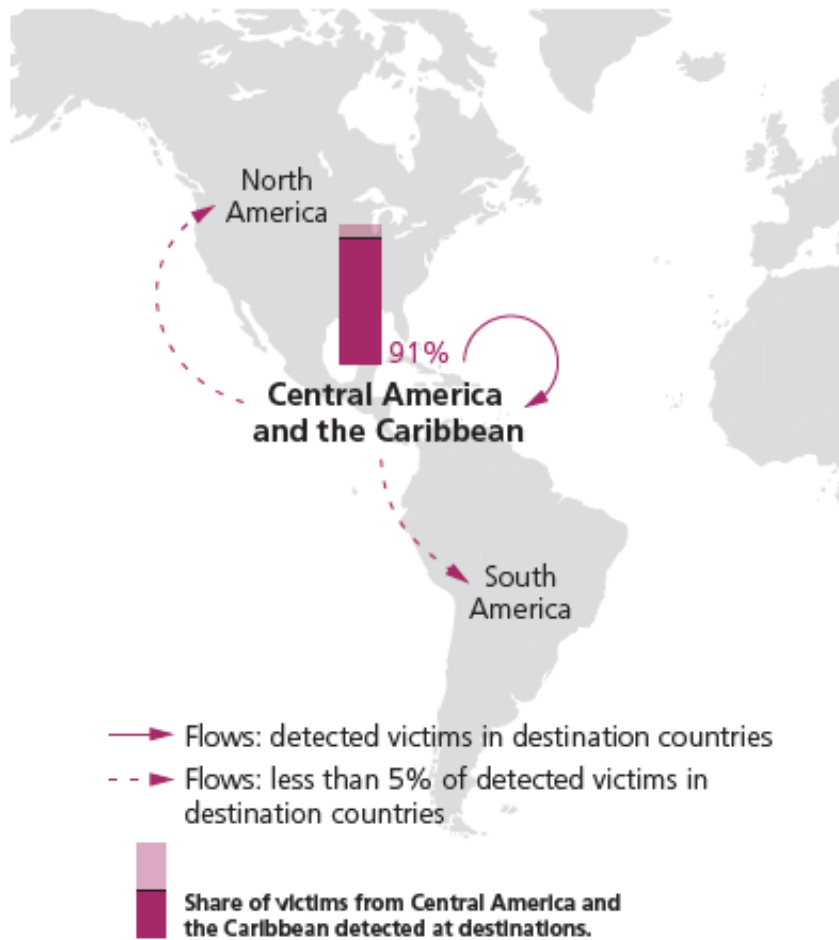 North
America
91%
Central America
and the Caribbean
South
America
Flows: detected victims in destination countries
Flows: less than 5% of detected victims in
destination countries
Share of victims from Central America and
the Caribbean detected at destinations.